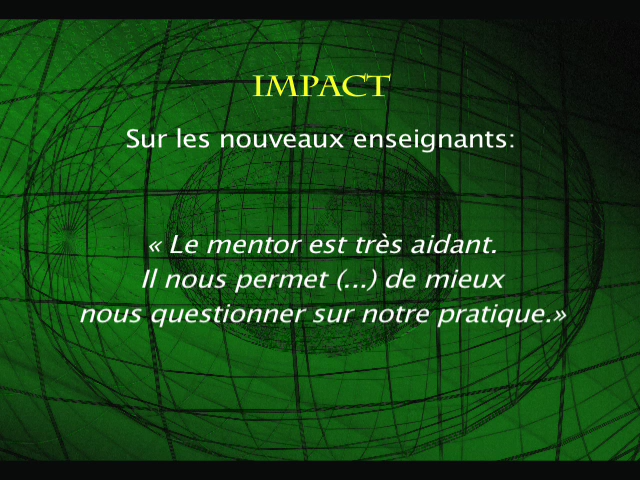 IMPACT
Sur les nouveaux enseignants:
« Le mentor est très aidant.
Il nous permet (...) de mieux
nous questionner sur notre pratique.»